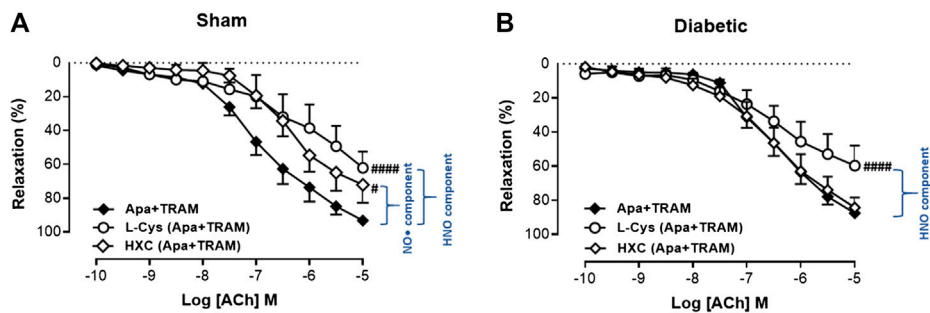 A
Sham
Relaxation (%)
0
20
40
60
80
100
####
#
NO● component
HNO component
Apa+TRAM
L-Cys (Apa+TRAM)
HXC (Apa+TRAM)
-10
-9
-8
-7
-6
-5
Log [ACh] M
B
Diabetic
Relaxation (%)
0
20
40
60
80
100
####
HNO component
Apa+TRAM
L-Cys (Apa+TRAM)
HXC (Apa+TRAM)
-10
-9
-8
-7
-6
-5
Log [ACh] M